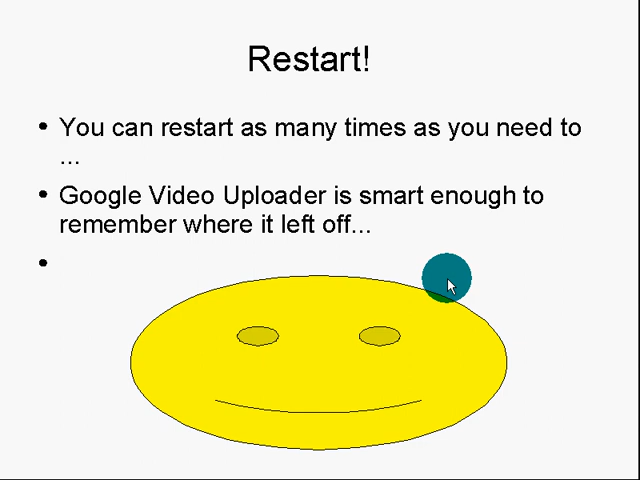 Restart!
• You can restart as many times as you need to
...
• Google Video Uploader is smart enough to
remember where it left off...
•